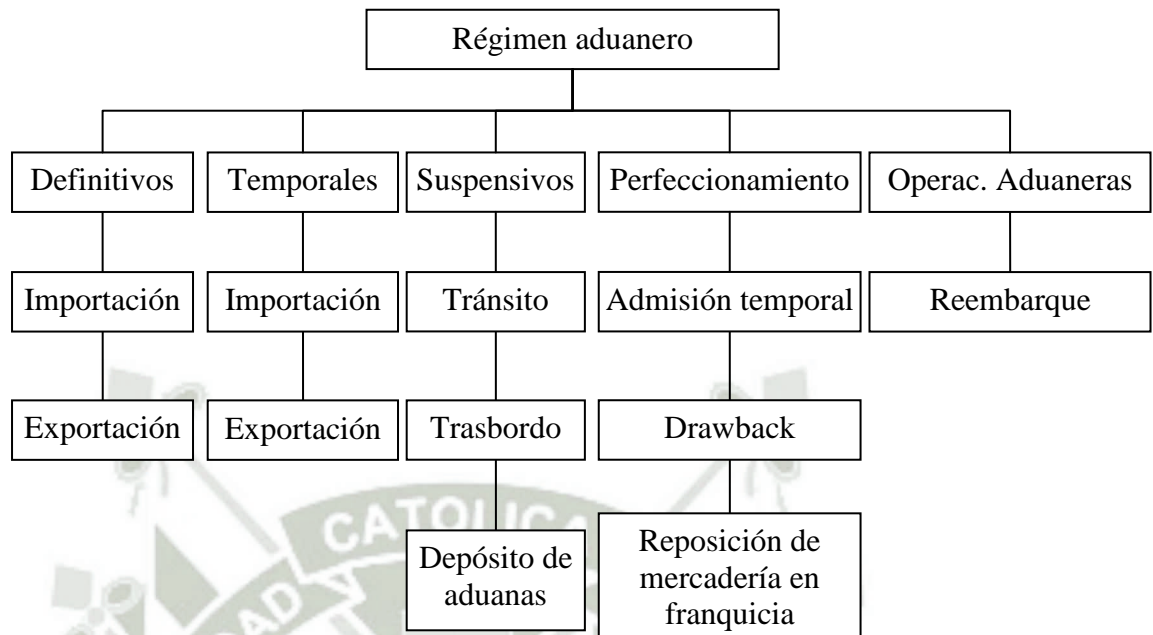 Régimen aduanero
Definitivos
Temporales
Suspensivos
Perfeccionamiento
Operac. Aduaneras
Importación
Importación
Tránsito
Admisión temporal
Reembarque
Exportación
Exportación
Trasbordo
Drawback
Depósito de
aduanas
Reposición de
mercadería en
franquicia
CATOLICA